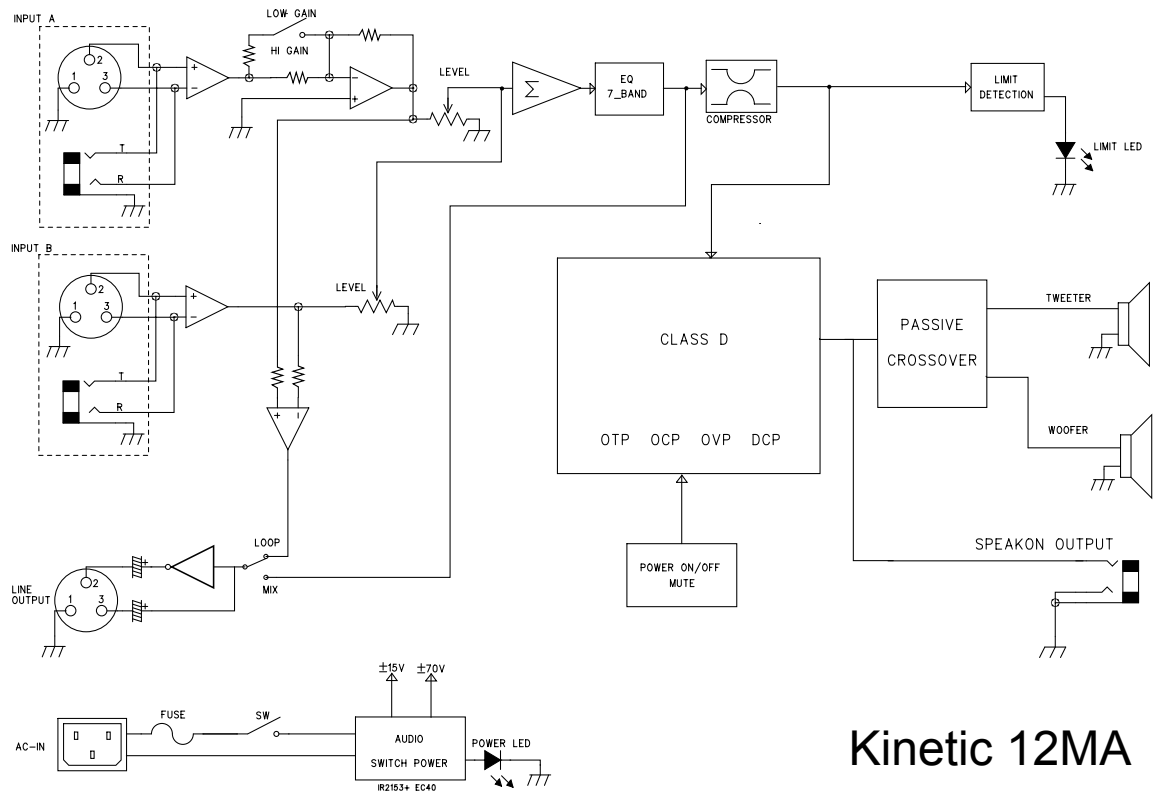 INPUT A
LOW GAIN
HI GAIN
2
1
3
+
−
−
+
LEVEL
Σ
EQ
7_BAND
COMPRESSOR
LIMIT
DETECTION
LIMIT LED
T
R
INPUT B
2
1
3
+
−
LEVEL
T
R
+
−
CLASS D
OTP OCP OVP DCP
PASSIVE
CROSSOVER
TWEETER
WOOFER
POWER ON/OFF
MUTE
SPEAKON OUTPUT
LOOP
MIX
LINE
OUTPUT
2
1
3
+
+
±15V
±70V
AC-IN
FUSE
SW
AUDIO
SWITCH POWER
IR2153+ EC40
POWER LED
Kinetic 12MA